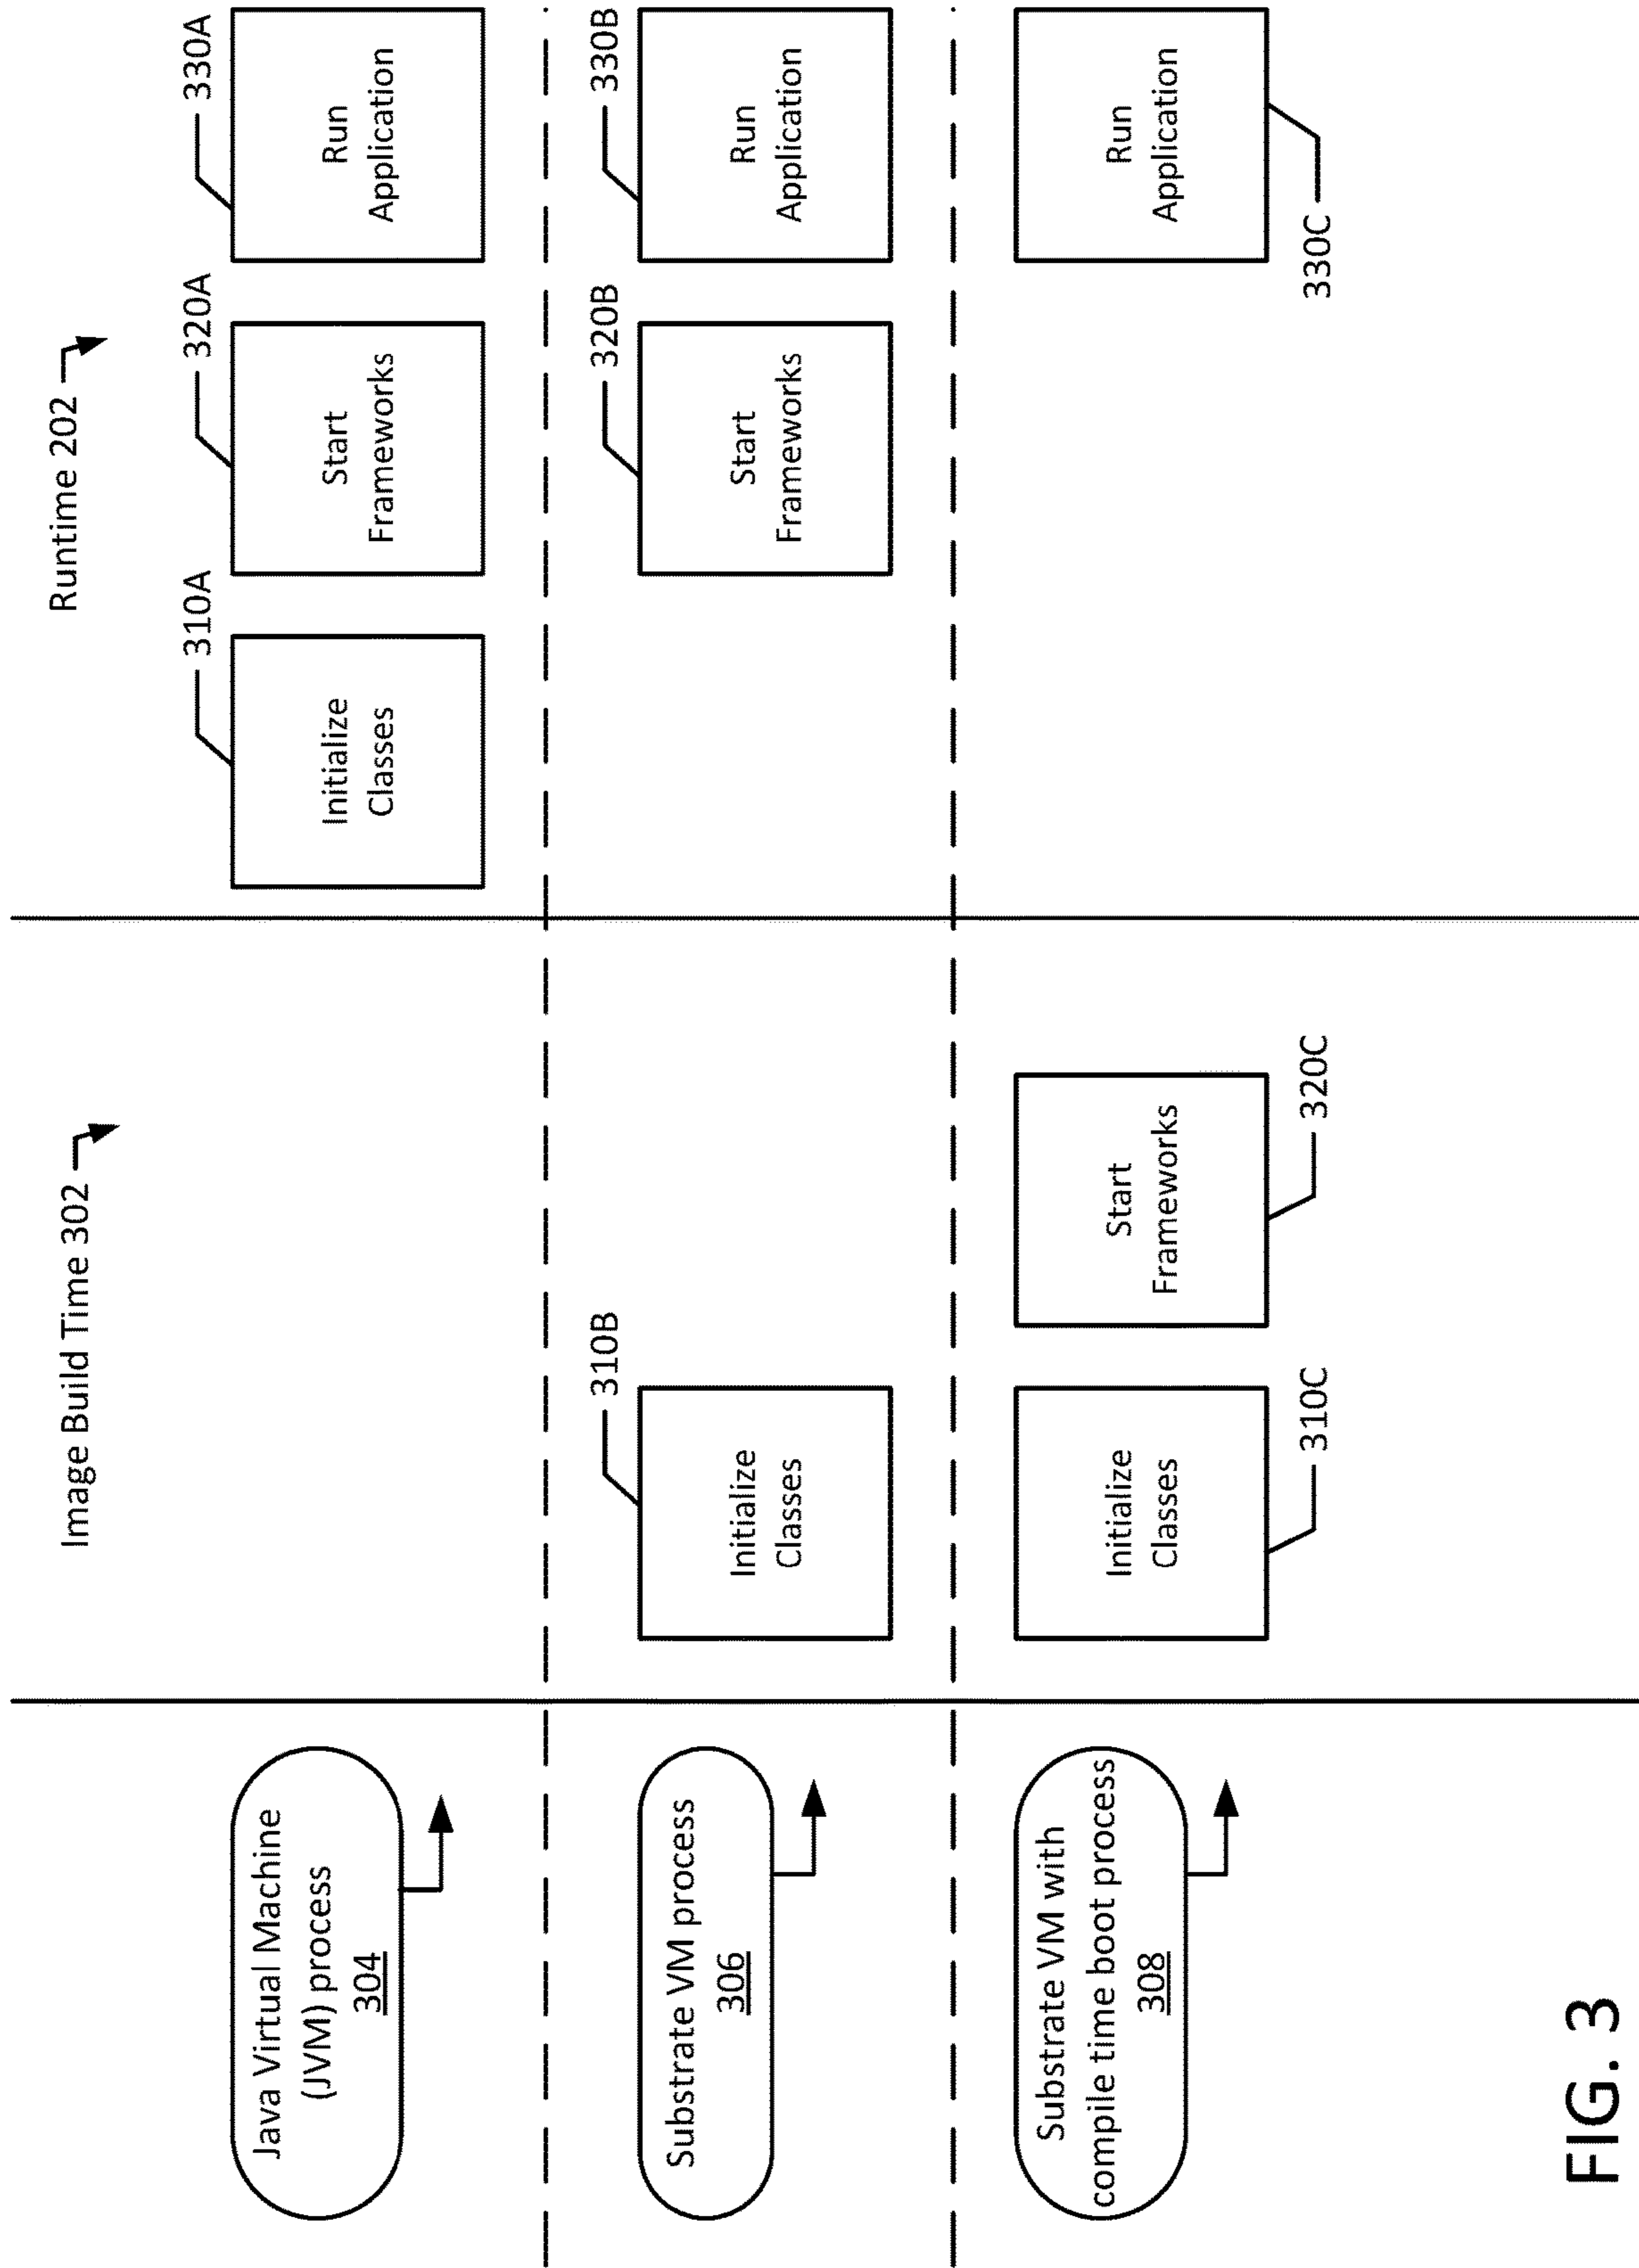 Image Build Time 302
Runtime 202
Java Virtual Machine
(JVM) process
304
310A
Initialize
Classes
320A
Start
Frameworks
330A
Run
Application
Substrate VM process
306
310B
Initialize
Classes
320B
Start
Frameworks
330B
Run
Application
Substrate VM with
compile time boot process
308
Initialize
Classes
310C
Start
Frameworks
320C
Run
Application
330C
FIG. 3